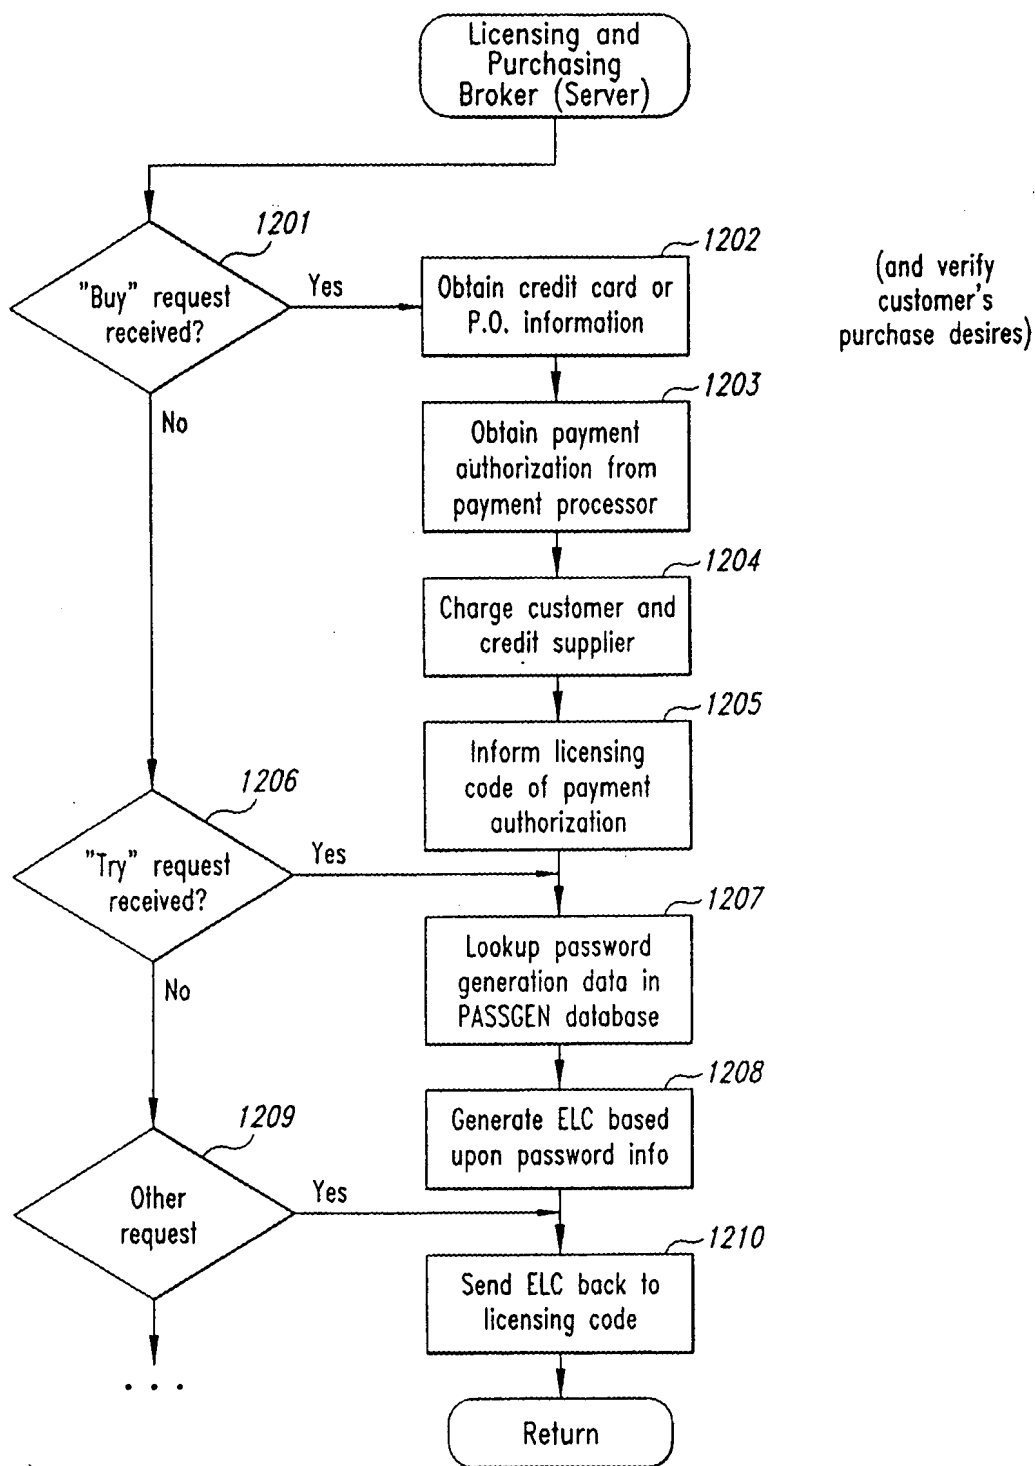 Licensing and
Purchasing
Broker (Server)
1201
"Buy" request
received?
Yes
No
1202
Obtain credit card or
P.O. information
(and verify
customer's
purchase desires)
1203
Obtain payment
authorization from
payment processor
1204
Charge customer and
credit supplier
1205
Inform licensing
code of payment
authorization
1206
"Try" request
received?
Yes
No
1207
Lookup password
generation data in
PASSGEN database
1208
Generate ELC based
upon password info
1209
Other
request
Yes
. . .
1210
Send ELC back to
licensing code
Return